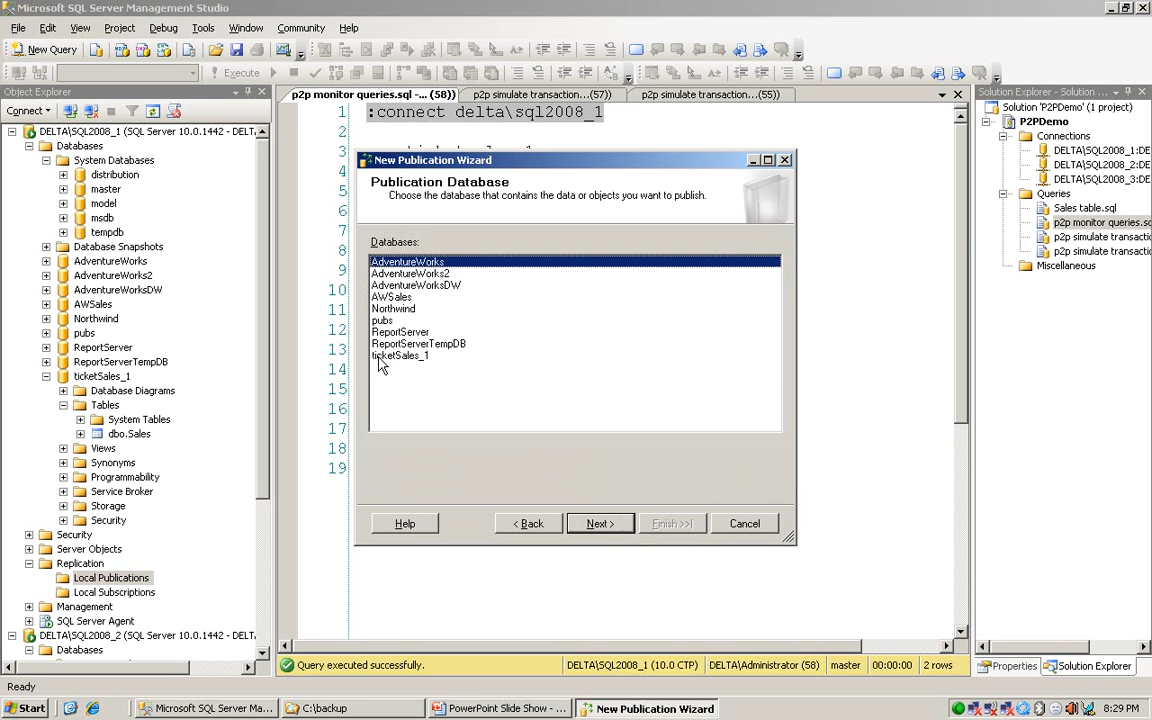 Microsoft SQL Server Management Studio
File Edit View Project Debug Tools Window Community Help
New Query
Execute
Object Explorer
Connect
DELTA\SQL2008_1 (SQL Server 10.0.1442 - DELT
Databases
System Databases
distribution
master
model
msdb
tempdb
Database Snapshots
AdventureWorks
AdventureWorks2
AdventureWorksDW
AWSales
Northwind
pubs
ReportServer
ReportServerTempDB
ticketSales_1
Database Diagrams
Tables
System Tables
dbo.Sales
Views
Synonyms
Programmability
Service Broker
Storage
Security
Security
Server Objects
Replication
Local Publications
Local Subscriptions
Management
SQL Server Agent
DELTA\SQL2008_2 (SQL Server 10.0.1442 - DELT
Databases
p2p monitor queries.sql -... (58)) p2p simulate transaction...(57)) p2p simulate transaction...(55))
1 :connect delta\sql2008_1
2
3
4
5
6
7
8
9
10
11
12
13
14
15
16
17
18
19
New Publication Wizard
Publication Database
Choose the database that contains the data or objects you want to publish.
Databases:
AdventureWorks
AdventureWorks2
AdventureWorksDW
AWSales
Northwind
pubs
ReportServer
ReportServerTempDB
ticketSales_1
Help < Back Next > Finish >>| Cancel
Query executed successfully. DELTA\SQL2008_1 (10.0 CTP) DELTA\Administrator (58) master 00:00:00 2 rows
Solution Explorer - ...
Solution 'P2PDemo' (1 project)
P2PDemo
Connections
DELTA\SQL2008_1:DE
DELTA\SQL2008_2:DE
DELTA\SQL2008_3:DE
Queries
Sales table.sql
p2p monitor queries.sq
p2p simulate transactio
p2p simulate transactio
Miscellaneous
Properties Solution Explorer
Ready
Start Microsoft SQL Server Ma... C:\backup PowerPoint Slide Show - ... New Publication Wizard 8:29 PM